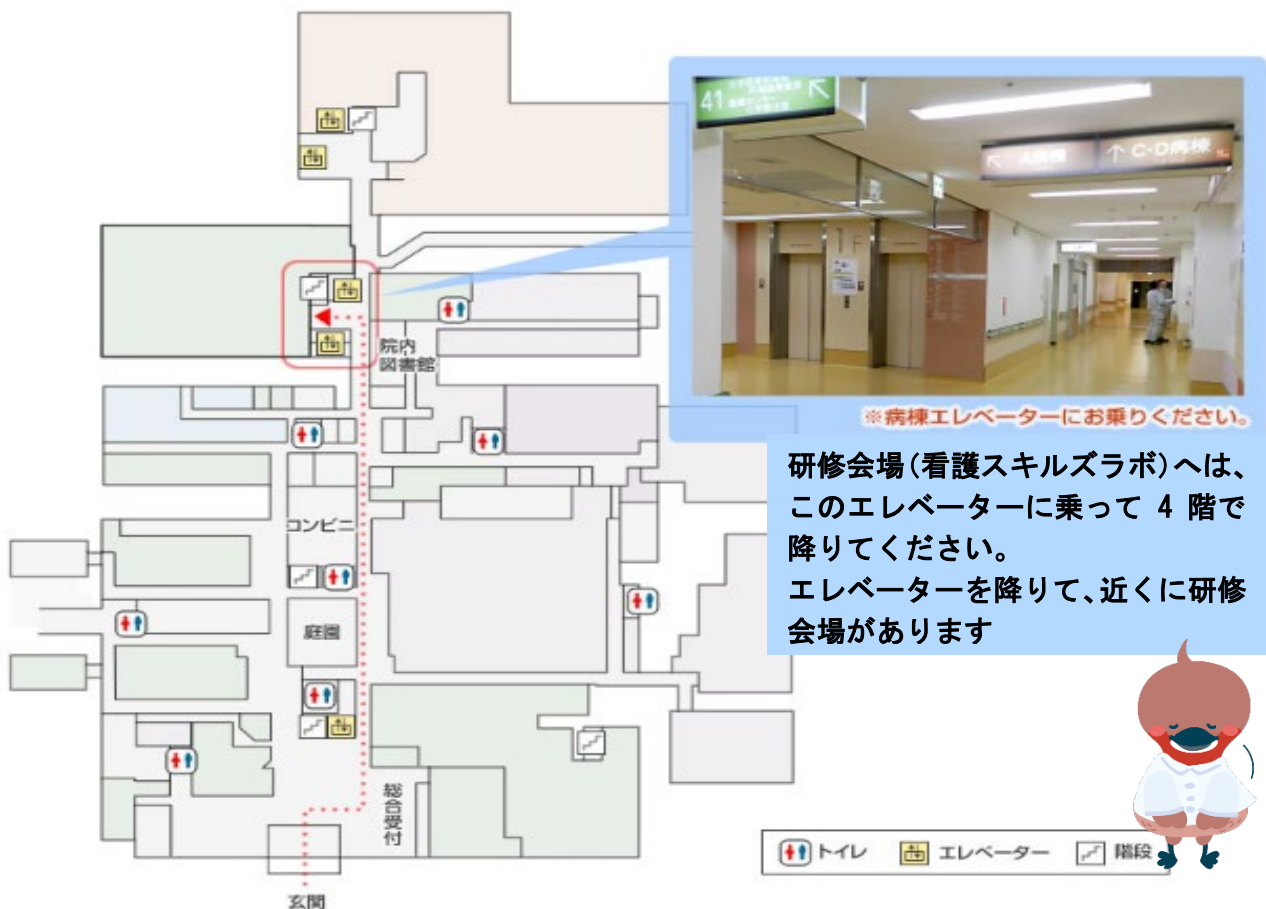 41
C・D病棟
1F
※病棟エレベーターにお乗りください。
研修会場（看護スキルズラボ）へは、
このエレベーターに乗って 4 階で
降りてください。
エレベーターを降りて、近くに研修
会場があります
院内
図書館
コンビニ
庭園
総合受付
玄関
トイレ
エレベーター
階段